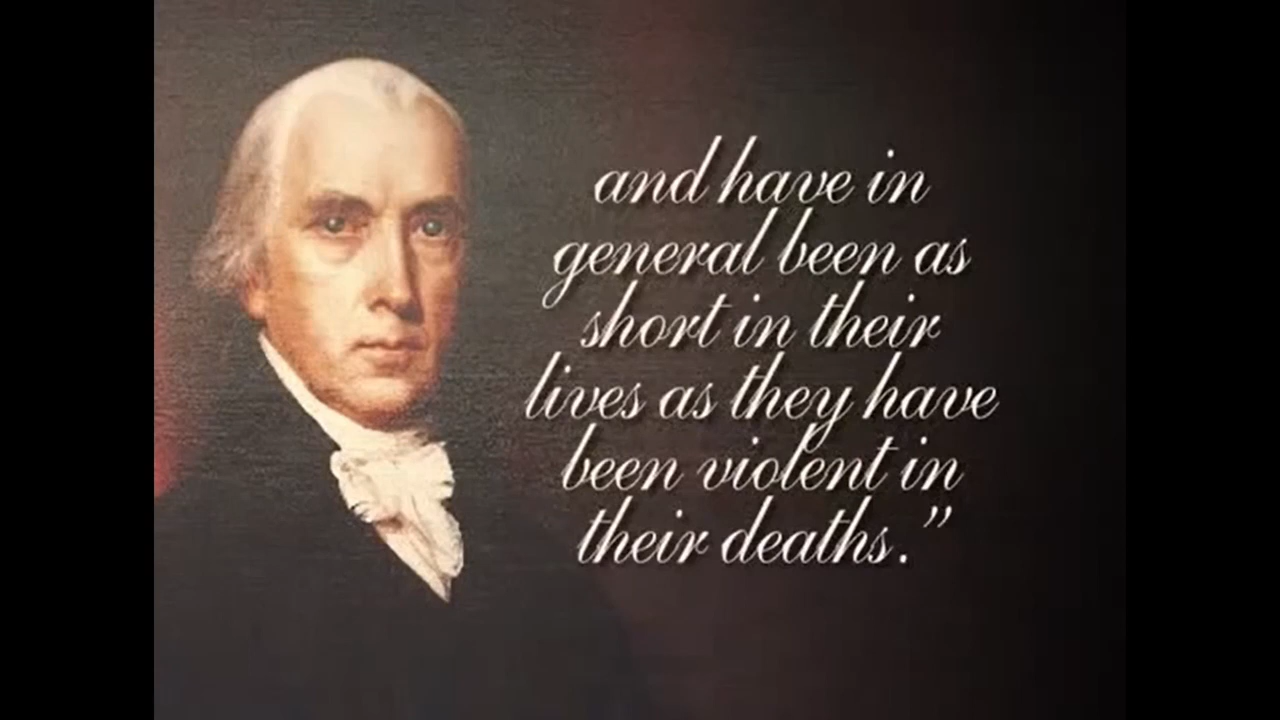 and have in
general been as
short in their
lives as they have
been violent in
their deaths.”